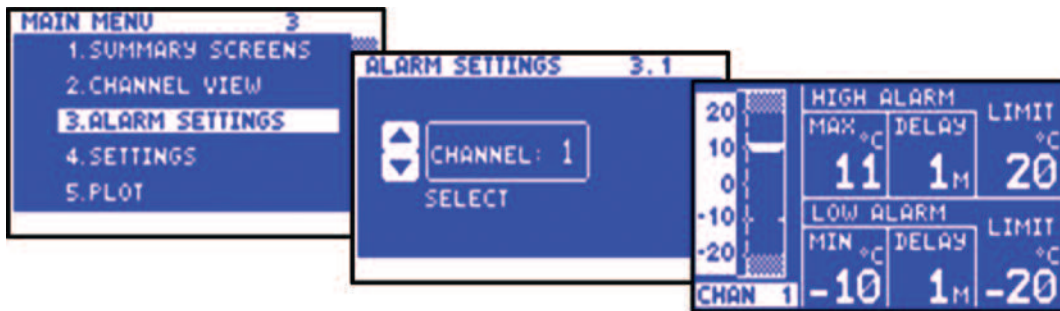 MAIN MENU 3
1.SUMMARY SCREENS
2.CHANNEL VIEW
3.ALARM SETTINGS
4.SETTINGS
5.PLOT
ALARM SETTINGS 3.1
CHANNEL: 1
SELECT
20
10
0
-10
-20
CHAN 1
HIGH ALARM
MAX °C DELAY LIMIT °C
11 1M 20
LOW ALARM
MIN °C DELAY LIMIT °C
-10 1M -20